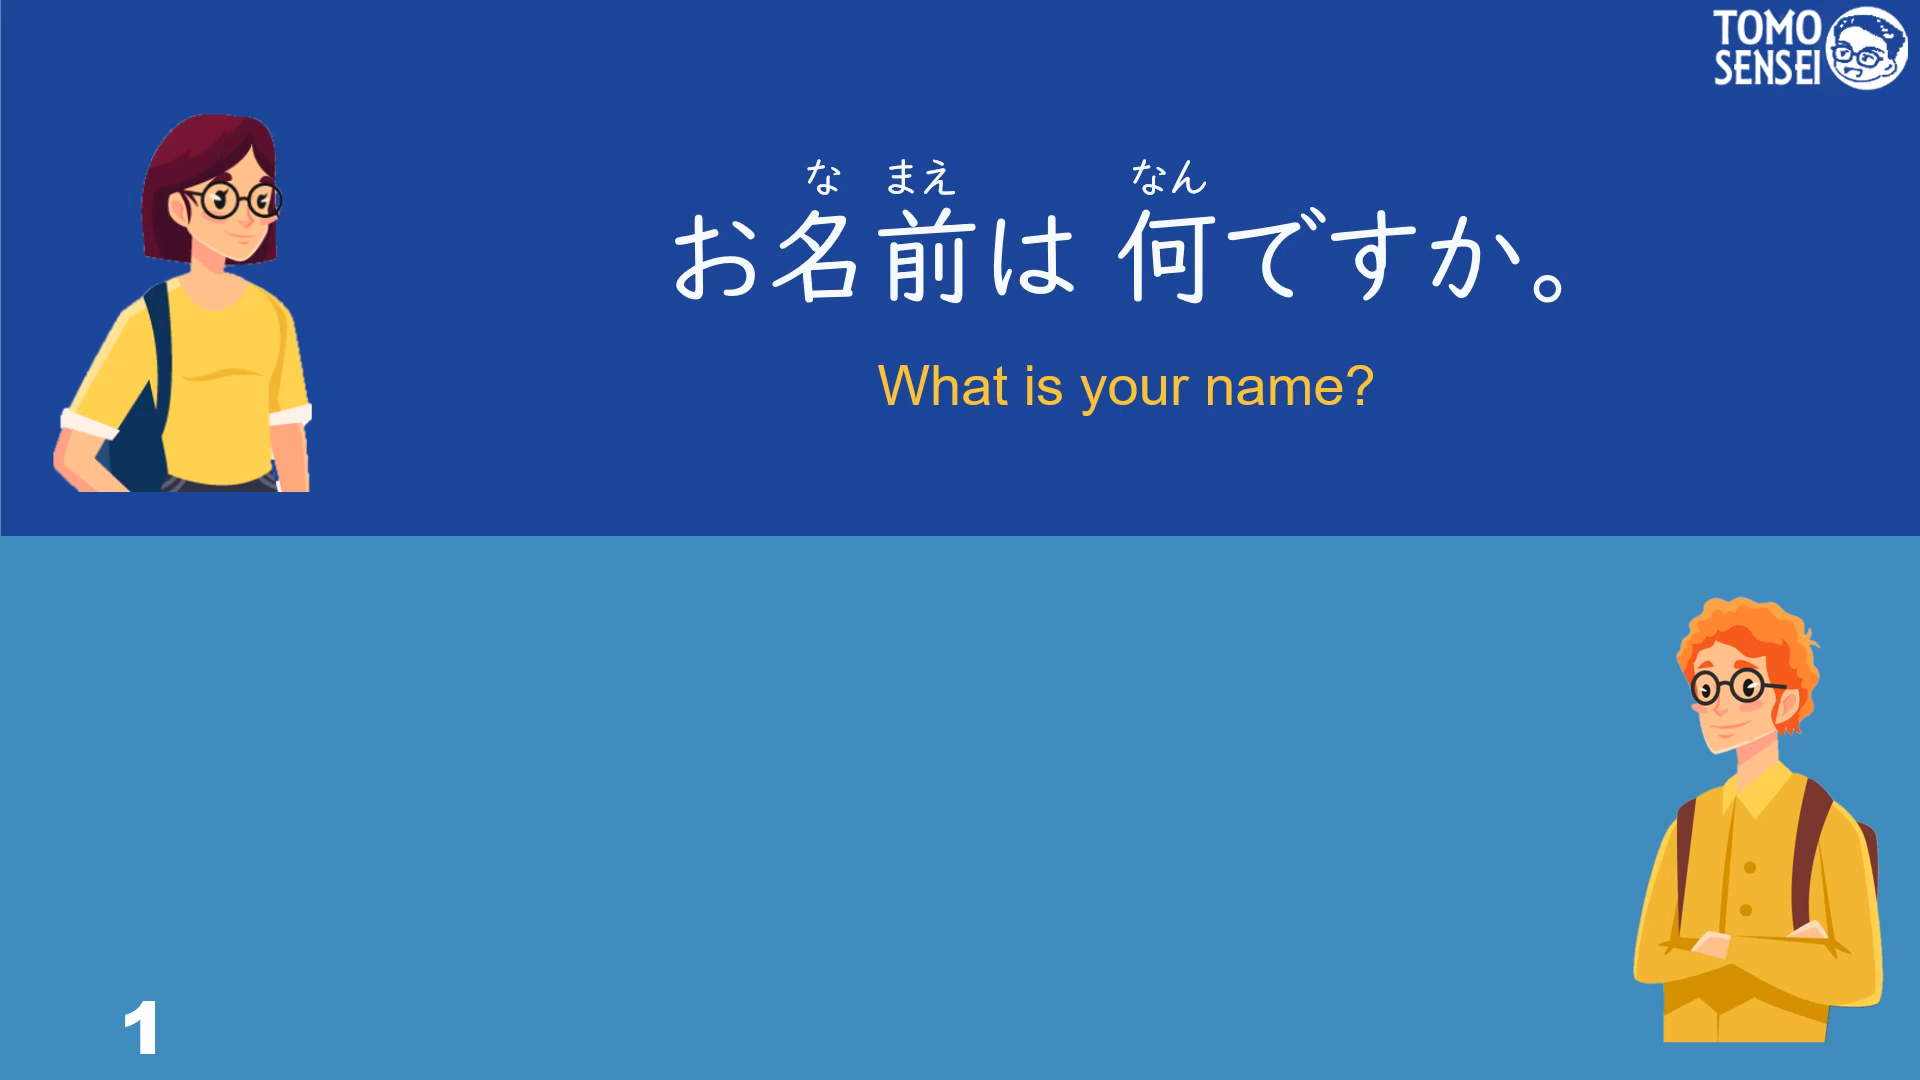 TOMO
SENSEI
な まえ なん
お名前は 何ですか。
What is your name?
1